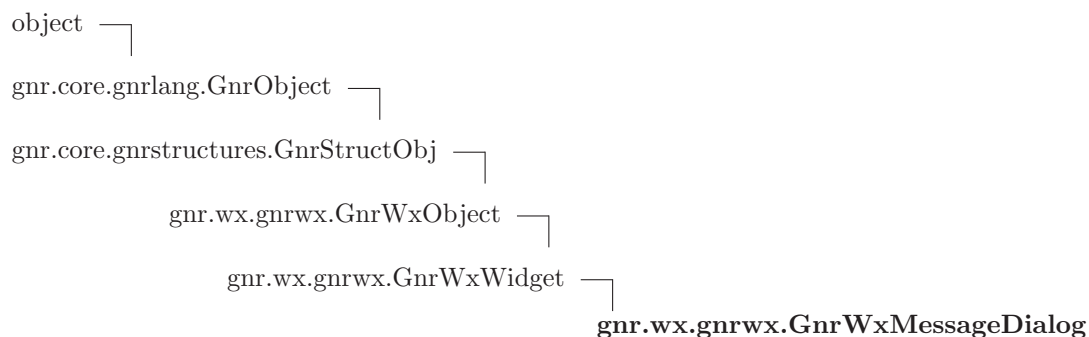 object
gnr.core.gnrlang.GnrObject
gnr.core.gnrstructures.GnrStructObj
gnr.wx.gnrwx.GnrWxObject
gnr.wx.gnrwx.GnrWxWidget
gnr.wx.gnrwx.GnrWxMessageDialog